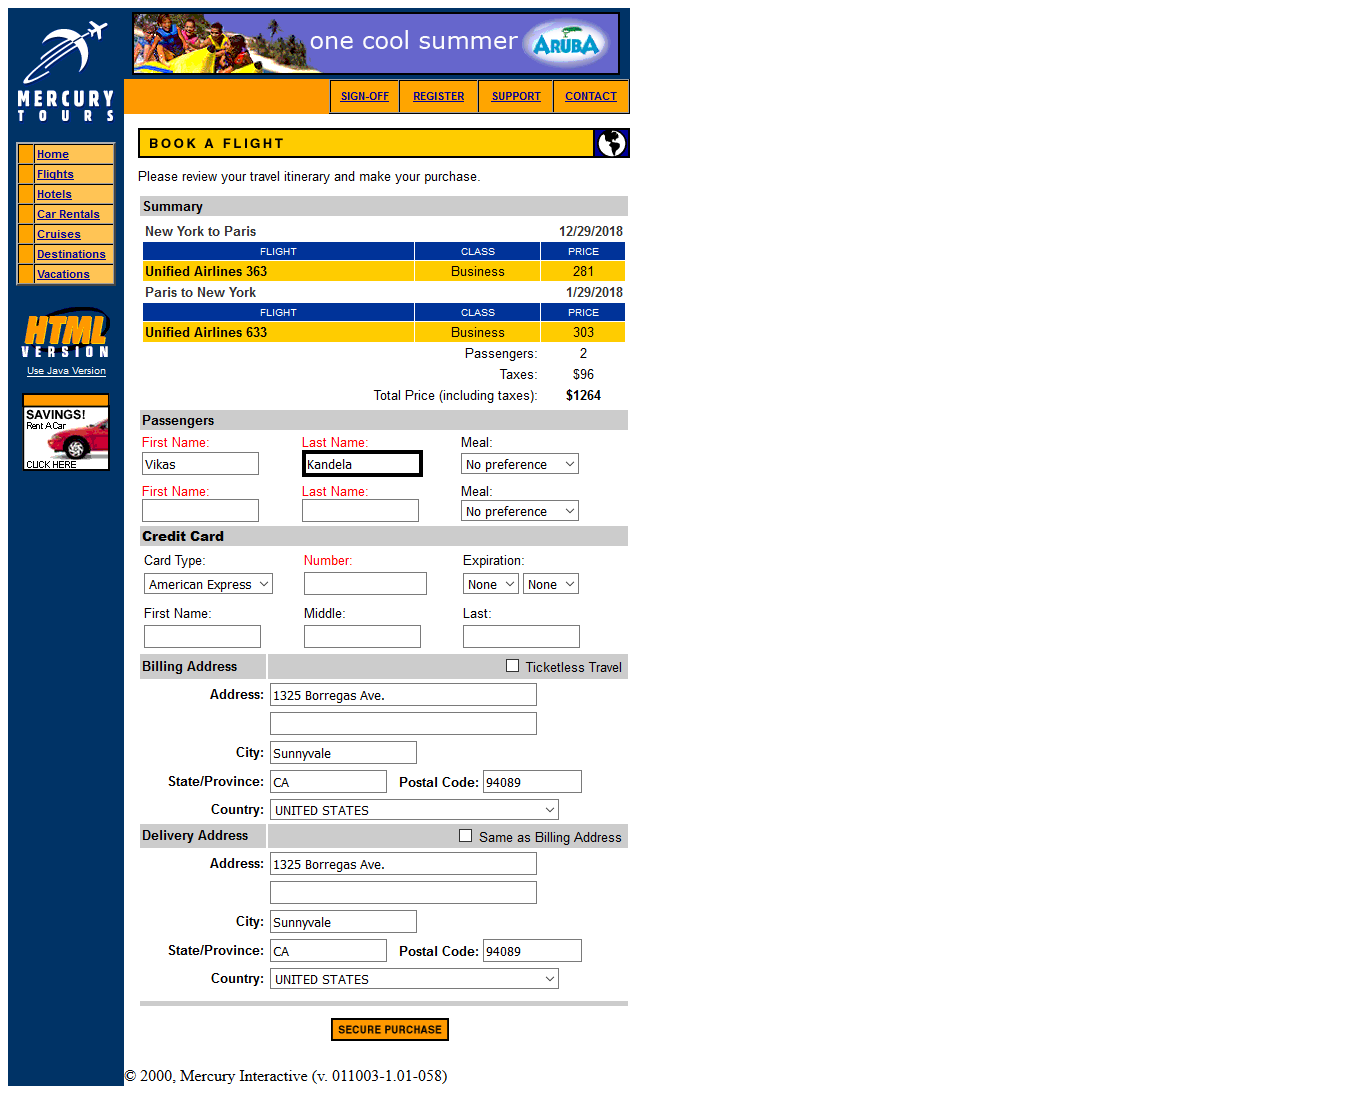 one cool summer ARUBA
MERCURY
TOURS
SIGN-OFF REGISTER SUPPORT CONTACT
Home
Flights
Hotels
Car Rentals
Cruises
Destinations
Vacations
HTML
VERSION
Use Java Version
SAVINGS!
Rent A Car
CLICK HERE
BOOK A FLIGHT
Please review your travel itinerary and make your purchase.
Summary
New York to Paris 12/29/2018
FLIGHT CLASS PRICE
Unified Airlines 363 Business 281
Paris to New York 1/29/2018
FLIGHT CLASS PRICE
Unified Airlines 633 Business 303
Passengers: 2
Taxes: $96
Total Price (including taxes): $1264
Passengers
First Name: Last Name: Meal:
Vikas Kandela No preference
First Name: Last Name: Meal:
No preference
Credit Card
Card Type: Number: Expiration:
American Express None None
First Name: Middle: Last:
Billing Address Ticketless Travel
Address: 1325 Borregas Ave.
City: Sunnyvale
State/Province: CA Postal Code: 94089
Country: UNITED STATES
Delivery Address Same as Billing Address
Address: 1325 Borregas Ave.
City: Sunnyvale
State/Province: CA Postal Code: 94089
Country: UNITED STATES
SECURE PURCHASE
© 2000, Mercury Interactive (v. 011003-1.01-058)